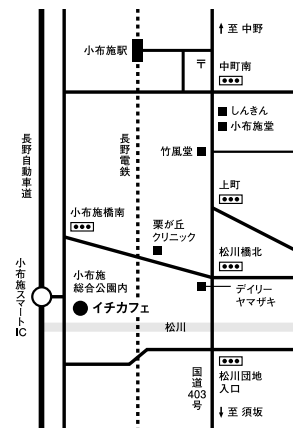 ↑至 中野
小布施駅
〒
中町南
しんきん
小布施堂
竹風堂
長野自動車道
長野電鉄
上町
小布施橋南
栗が丘
クリニック
松川橋北
小布施スマートIC
小布施
総合公園内
イチカフェ
デイリー
ヤマザキ
松川
国道403号
松川団地
入口
↓至 須坂